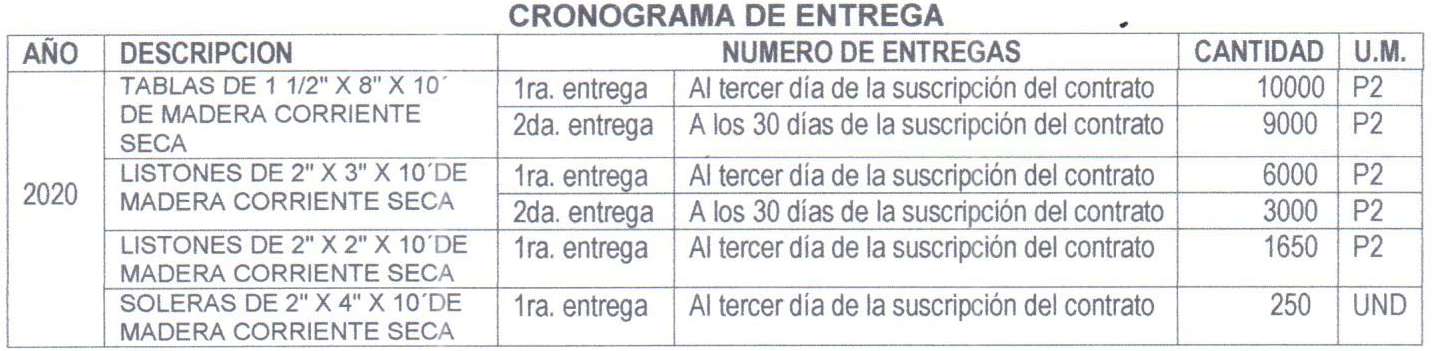 CRONOGRAMA DE ENTREGA
AÑO DESCRIPCION NUMERO DE ENTREGAS CANTIDAD U.M.
2020
TABLAS DE 1 1/2" X 8" X 10´
DE MADERA CORRIENTE
SECA
1ra. entrega Al tercer día de la suscripción del contrato 10000 P2
2da. entrega A los 30 días de la suscripción del contrato 9000 P2
LISTONES DE 2" X 3" X 10´DE
MADERA CORRIENTE SECA
1ra. entrega Al tercer día de la suscripción del contrato 6000 P2
2da. entrega A los 30 días de la suscripción del contrato 3000 P2
LISTONES DE 2" X 2" X 10´DE
MADERA CORRIENTE SECA
1ra. entrega Al tercer día de la suscripción del contrato 1650 P2
SOLERAS DE 2" X 4" X 10´DE
MADERA CORRIENTE SECA
1ra. entrega Al tercer día de la suscripción del contrato 250 UND